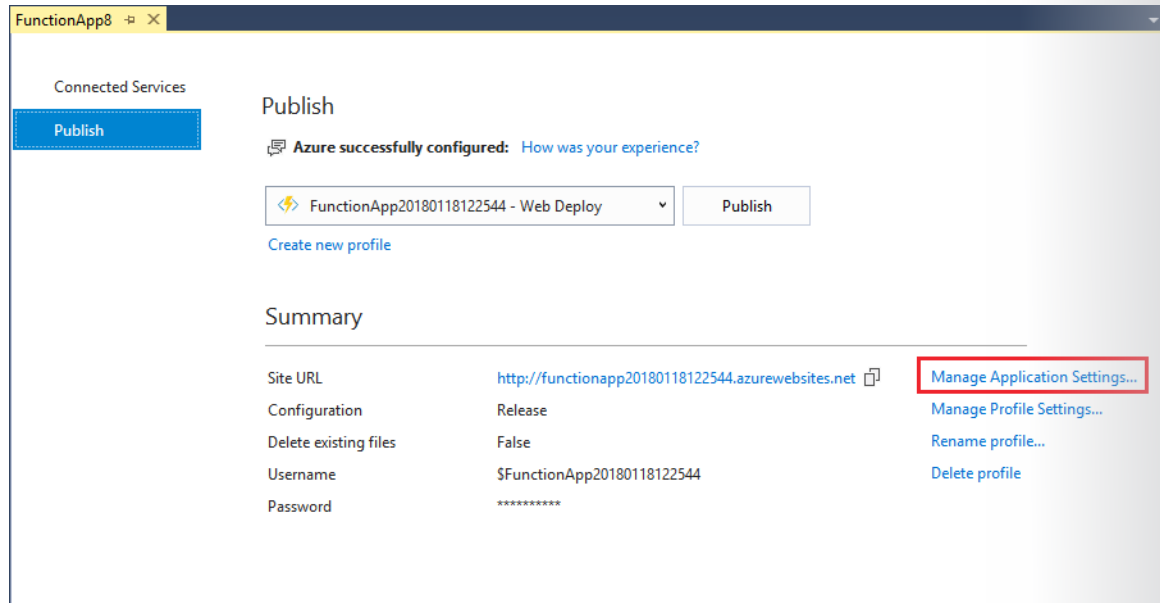 FunctionApp8
Connected Services
Publish
Publish
Azure successfully configured: How was your experience?
FunctionApp20180118122544 - Web Deploy
Publish
Create new profile
Summary
Site URL http://functionapp20180118122544.azurewebsites.net Manage Application Settings...
Configuration Release Manage Profile Settings...
Delete existing files False Rename profile...
Username $FunctionApp20180118122544 Delete profile
Password **********